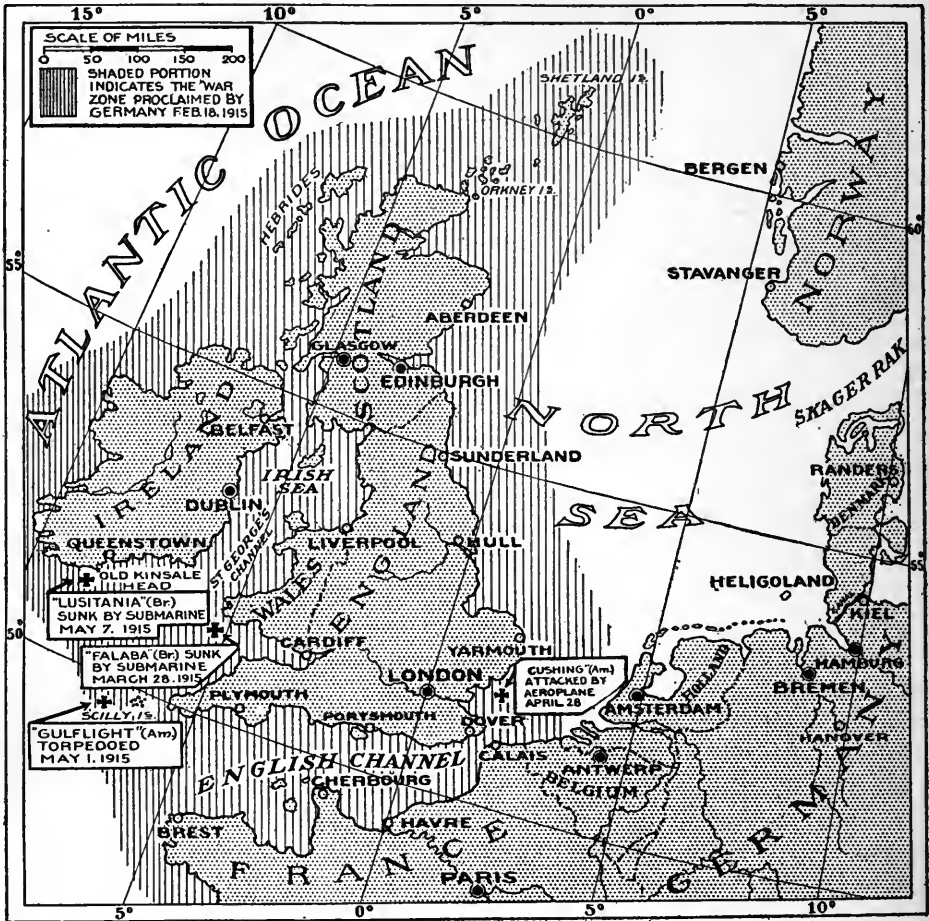 15° 10° 5° 0° 5°
SCALE OF MILES
0 50 100 150 200
SHADED PORTION
INDICATES THE "WAR
ZONE PROCLAIMED BY
GERMANY FEB.18,1915
ATLANTIC OCEAN
SHETLAND Is.
ORKNEY Is.
HEBRIDES
BERGEN
NORWAY
60°
STAVANGER
55°
SCOTLAND
ABERDEEN
GLASGOW
EDINBURGH
NORTH
SEA
SKAGER RAK
IRELAND
BELFAST
SUNDERLAND
IRISH
SEA
RANDERS
DENMARK
DUBLIN
QUEENSTOWN
ST GEORGE'S
CHANNEL
LIVERPOOL
HULL
ENGLAND
WALES
HELIGOLAND
55
KIEL
OLD KINSALE
HEAD
"LUSITANIA" (Br.)
SUNK BY SUBMARINE
MAY 7. 1915
50°
"FALABA" (Br.) SUNK
BY SUBMARINE
MARCH 28. 1915
CARDIFF
YARMOUTH
HAMBURG
BREMEN
HOLLAND
LONDON
CUSHING" (Am.)
ATTACKED BY
AEROPLANE
APRIL 28
AMSTERDAM
HANOVER
SCILLY, IS.
"GULFLIGHT" (Am.)
TORPEDOED
MAY 1. 1915
PLYMOUTH
PORTSMOUTH
DOVER
CALAIS
ANTWERP
BELGIUM
ENGLISH CHANNEL
CHERBOURG
BREST
HAVRE
FRANCE
PARIS
GERMANY
5° 0° 5° 10°